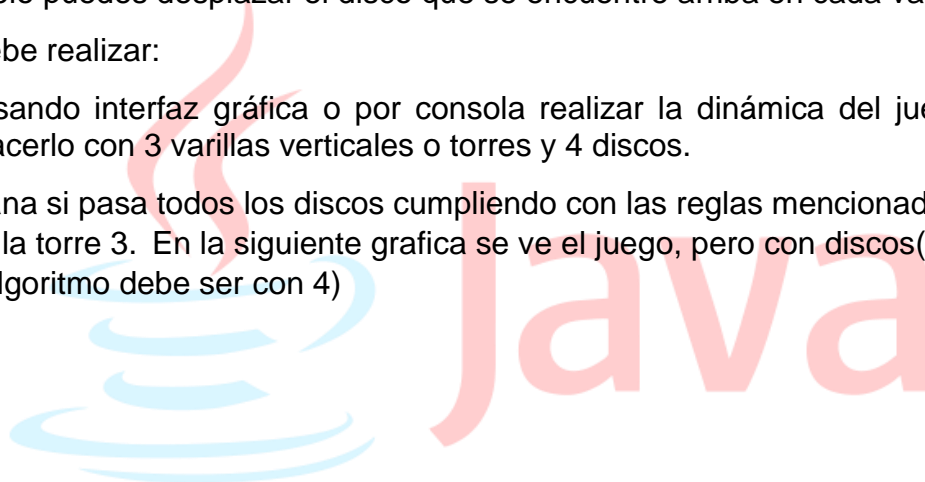 puedes desplazar el disco que se encuentre arriba en cada
be realizar:
sando interfaz gráfica o por consola realizar la dinámica del
acerlo con 3 varillas verticales o torres y 4 discos.
ana si pasa todos los discos cumpliendo con las reglas mencionad
la torre 3. En la siguiente grafica se ve el juego, pero con discos(
lgoritmo debe ser con 4)
Java